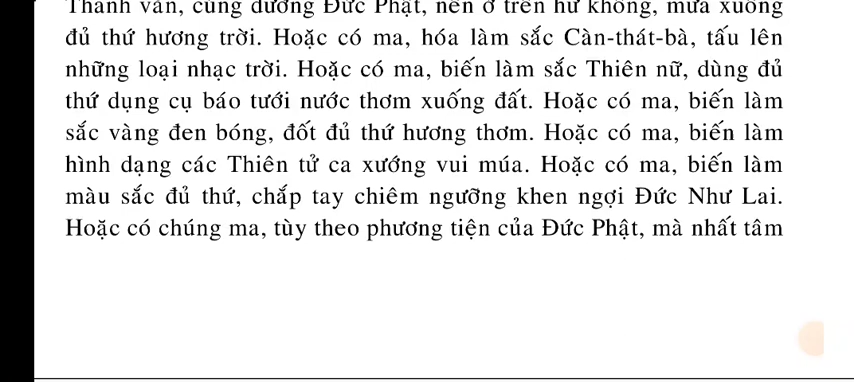 Thanh văn, cúng dường Đức Phật, nên ở trên hư không, mưa xuống
đủ thứ hương trời. Hoặc có ma, hóa làm sắc Càn-thát-bà, tấu lên
những loại nhạc trời. Hoặc có ma, biến làm sắc Thiên nữ, dùng đủ
thứ dụng cụ báo tưới nước thơm xuống đất. Hoặc có ma, biến làm
sắc vàng đen bóng, đốt đủ thứ hương thơm. Hoặc có ma, biến làm
hình dạng các Thiên tử ca xướng vui múa. Hoặc có ma, biến làm
màu sắc đủ thứ, chắp tay chiêm ngưỡng khen ngợi Đức Như Lai.
Hoặc có chúng ma, tùy theo phương tiện của Đức Phật, mà nhất tâm